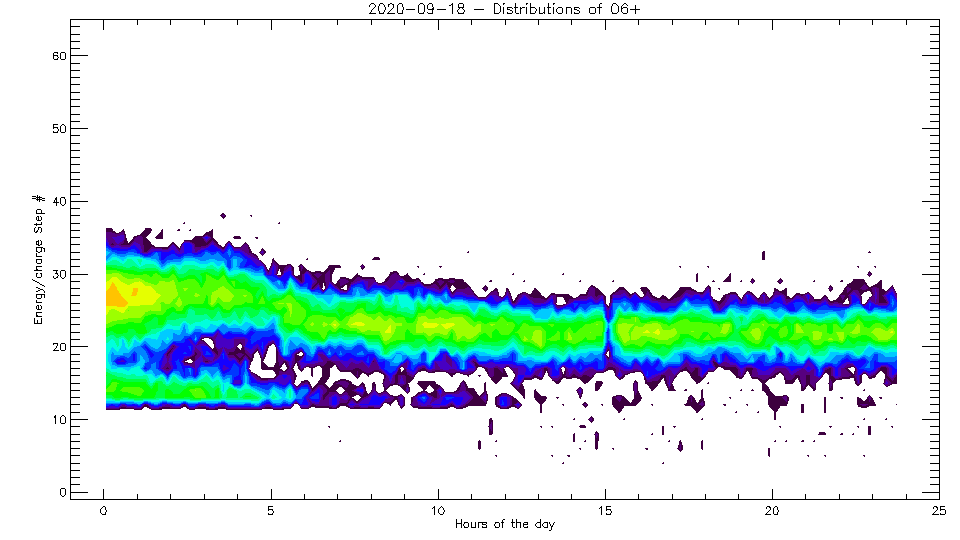 2020-09-18 - Distributions of O6+
60
50
40
30
20
10
0
Energy/charge Step #
0 5 10 15 20 25
Hours of the day